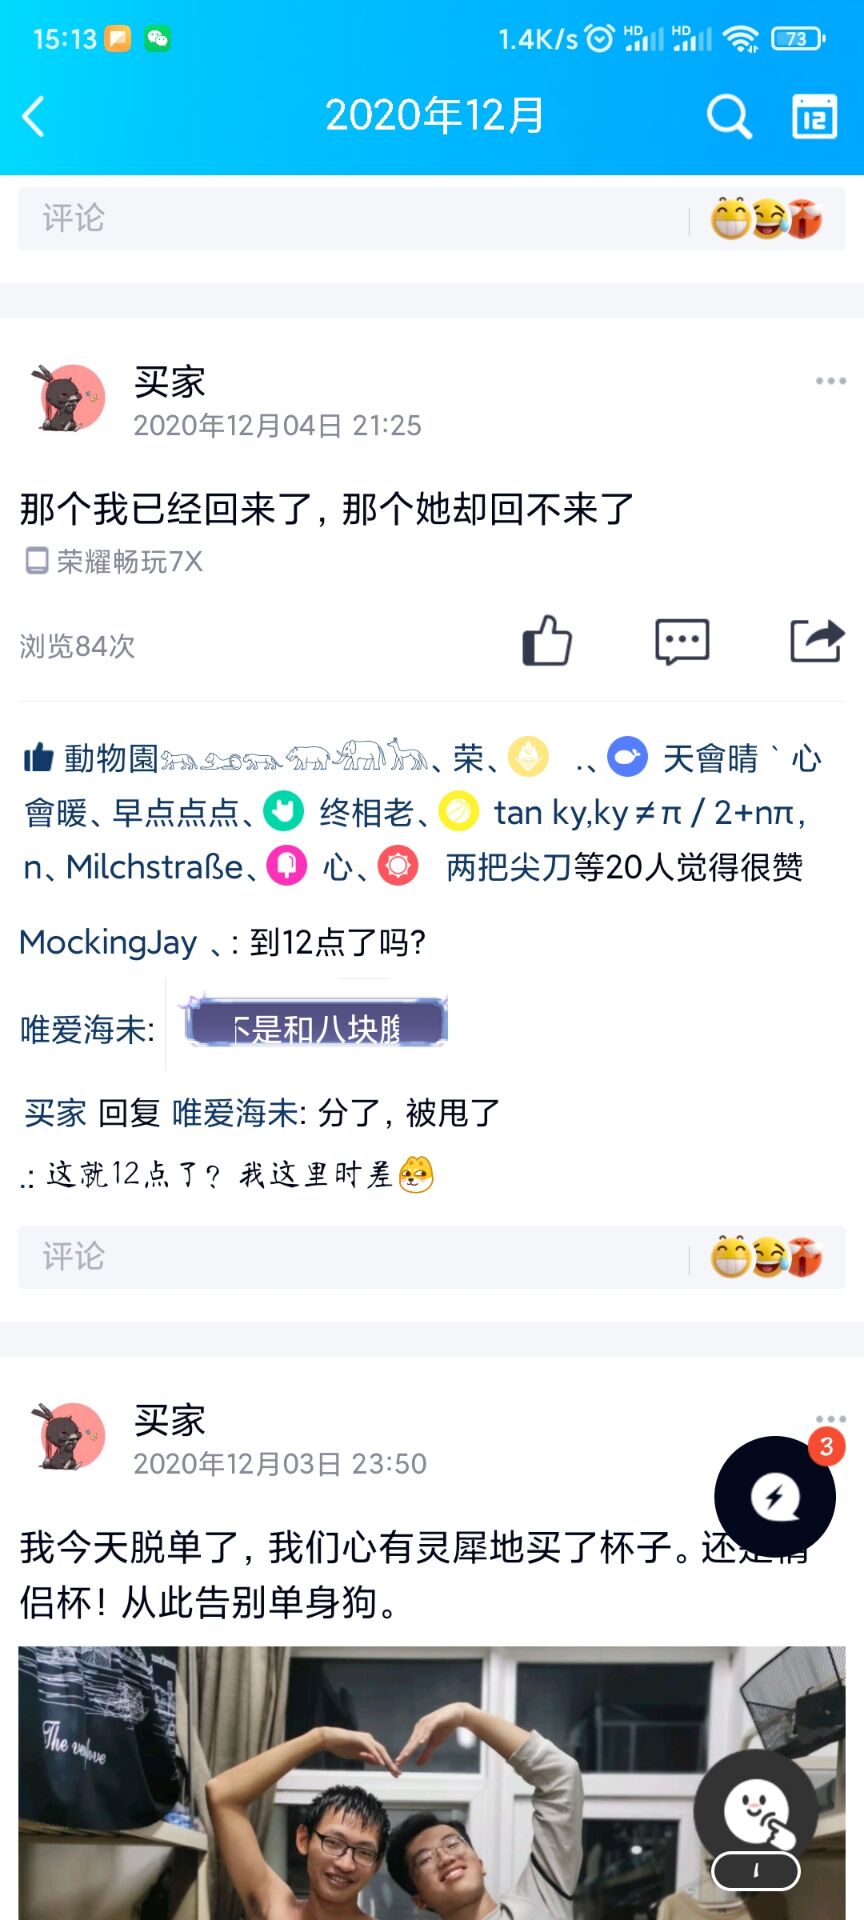 15:13 1.4K/s HD HD 73
2020年12月 12
评论
买家
2020年12月04日 21:25
那个我已经回来了, 那个她却回不来了
荣耀畅玩7X
浏览84次
動物園、荣、 .、 天會晴｀心
會暖、早点点点、 终相老、 tan ky,ky≠π / 2+nπ,
n、Milchstraße、 心、 两把尖刀等20人觉得很赞
MockingJay 、: 到12点了吗?
唯爱海未: 不是和八块腹
买家 回复 唯爱海未: 分了, 被甩了
.: 这就12点了? 我这里时差
评论
买家
2020年12月03日 23:50
3
我今天脱单了, 我们心有灵犀地买了杯子。还是情
侣杯! 从此告别单身狗。